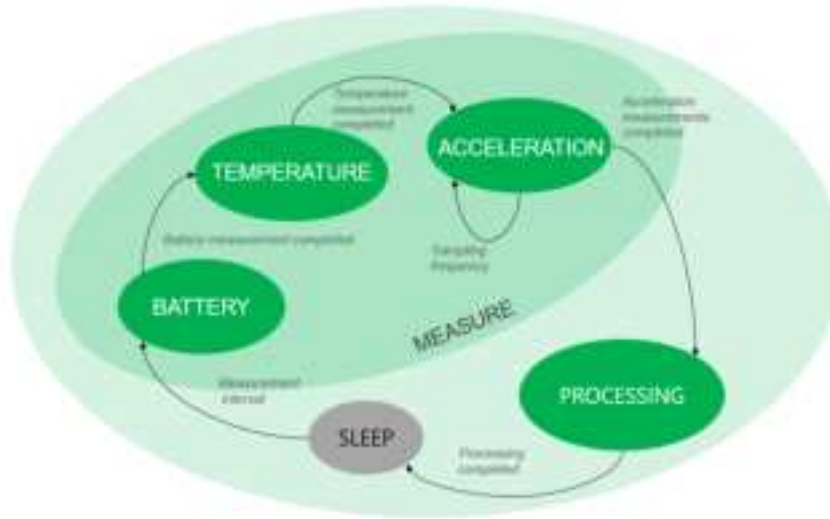 Temperature
measurement
completed
Acceleration
measurements
completed
ACCELERATION
TEMPERATURE
Battery measurement completed
Sampling
frequency
BATTERY
MEASURE
Measurement
interval
PROCESSING
SLEEP
Processing
completed